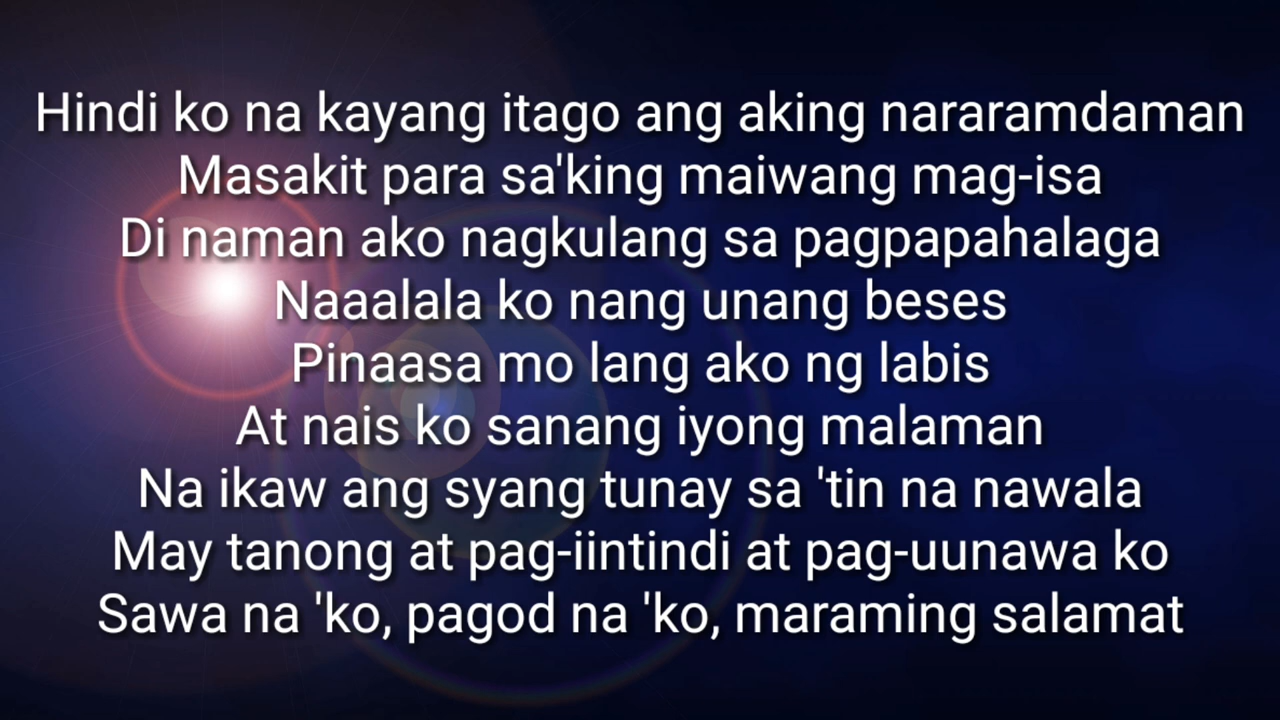 Hindi ko na kayang itago ang aking nararamdaman
Masakit para sa'king maiwang mag-isa
Di naman ako nagkulang sa pagpapahalaga
Naaalala ko nang unang beses
Pinaasa mo lang ako ng labis
At nais ko sanang iyong malaman
Na ikaw ang syang tunay sa 'tin na nawala
May tanong at pag-iintindi at pag-uunawa ko
Sawa na 'ko, pagod na 'ko, maraming salamat